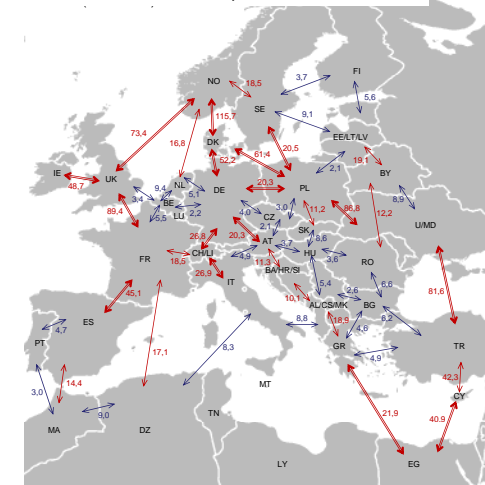 FI
3,7
NO
18,5
5,6
SE
9,1
115,7
73,4
EE/LT/LV
DK
16,8
20,5
61,4
19,1
52,2
2,1
IE
BY
48,7
UK
NL
DE
20,3
PL
9,4
5,1
3,4
BE
8,9
3,0
11,2
12,2
89,4
5,5
LU
2,2
4,0
CZ
86,8
U/MD
2,1
SK
26,8
20,3
AT
8,6
3,7
FR
18,5
CH/LI
4,9
HU
3,6
11,3
RO
BA/HR/SI
26,9
IT
5,4
6,6
81,6
45,1
2,6
10,1
AL/CS/MK
BG
ES
8,2
4,7
8,8
18,9
4,6
PT
8,3
GR
TR
17,1
4,9
42,3
14,4
MT
3,0
CY
9,0
TN
21,9
40.9
MA
DZ
LY
EG